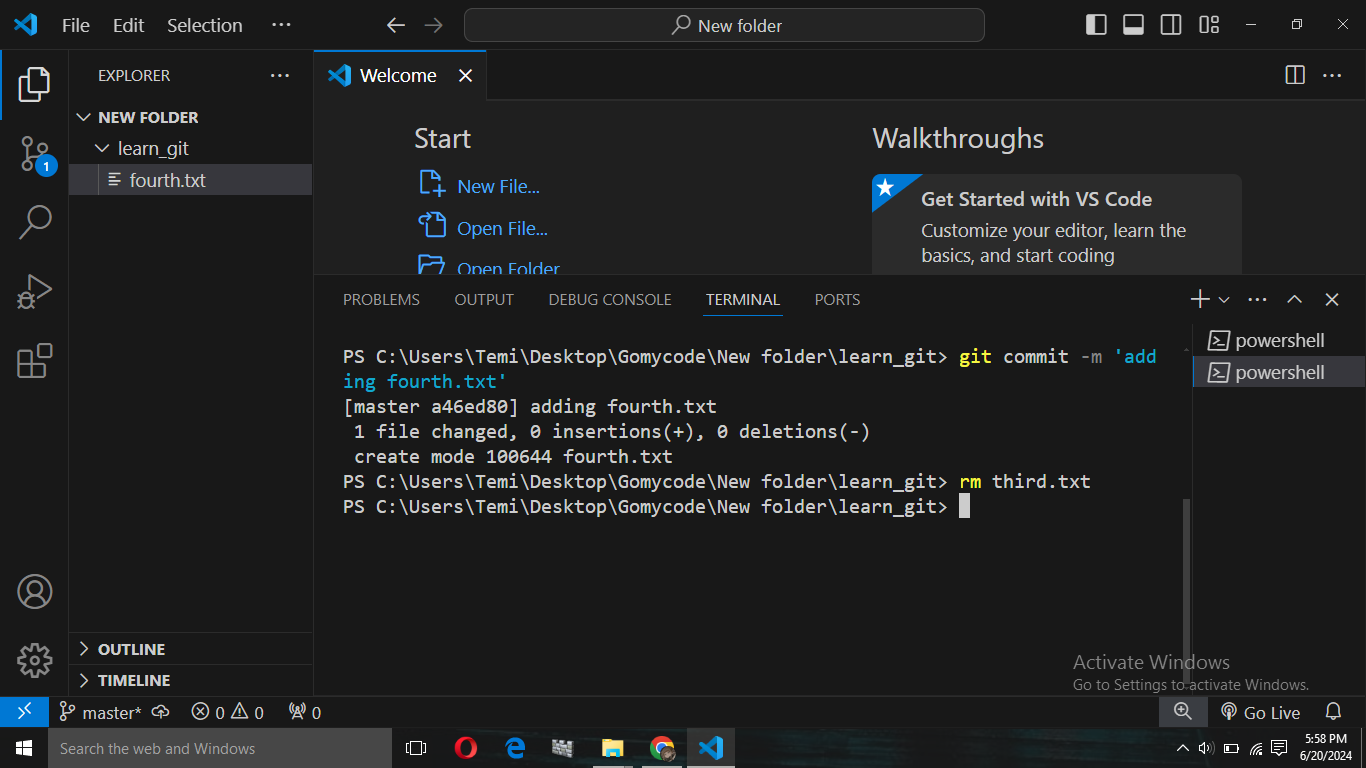 File Edit Selection ···
New folder
EXPLORER ···
Welcome
NEW FOLDER
learn_git
fourth.txt
1
Start
New File...
Open File...
Open Folder
Walkthroughs
Get Started with VS Code
Customize your editor, learn the
basics, and start coding
PROBLEMS OUTPUT DEBUG CONSOLE TERMINAL PORTS
PS C:\Users\Temi\Desktop\Gomycode\New folder\learn_git> git commit -m 'add
ing fourth.txt'
[master a46ed80] adding fourth.txt
 1 file changed, 0 insertions(+), 0 deletions(-)
 create mode 100644 fourth.txt
PS C:\Users\Temi\Desktop\Gomycode\New folder\learn_git> rm third.txt
PS C:\Users\Temi\Desktop\Gomycode\New folder\learn_git>
powershell
powershell
OUTLINE
TIMELINE
Activate Windows
Go to Settings to activate Windows.
master* 0 0 0
Go Live
Search the web and Windows
5:58 PM
6/20/2024